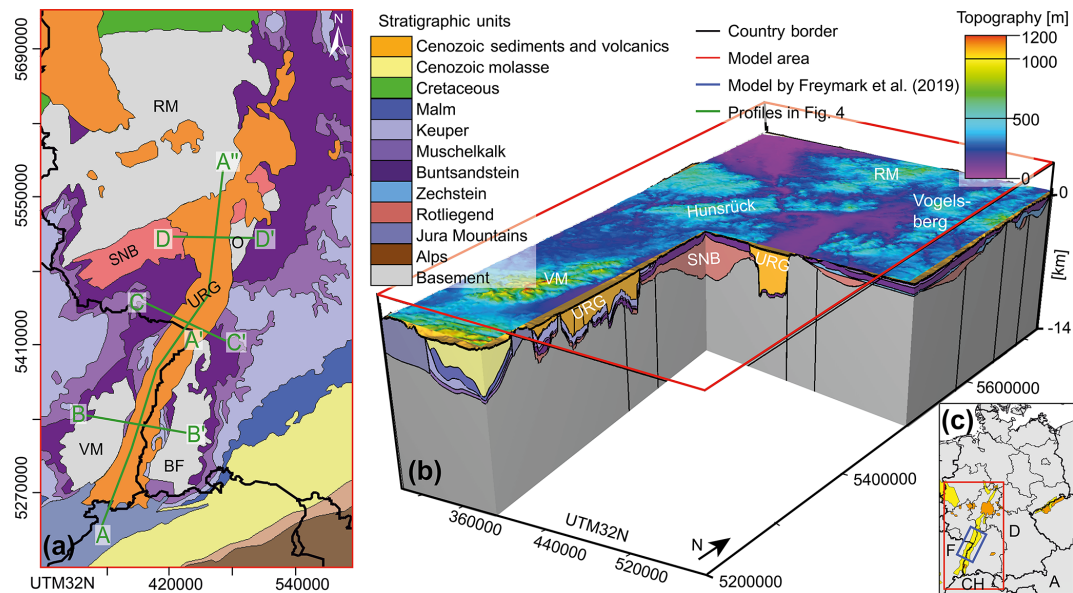 5690000
5550000
5410000
5270000
UTM32N
420000
540000
N
RM
A''
SNB
D
O
D'
URG
C
C'
A'
B
B'
VM
BF
A
(a)
Stratigraphic units
Cenozoic sediments and volcanics
Cenozoic molasse
Cretaceous
Malm
Keuper
Muschelkalk
Buntsandstein
Zechstein
Rotliegend
Jura Mountains
Alps
Basement
Country border
Model area
Model by Freymark et al. (2019)
Profiles in Fig. 4
Topography [m]
1200
1000
500
0
RM
Vogels-
berg
Hunsrück
VM
SNB
URG
URG
0
[km]
-14
(b)
360000
440000
520000
UTM32N
N
5200000
5400000
5600000
(c)
D
F
CH
A